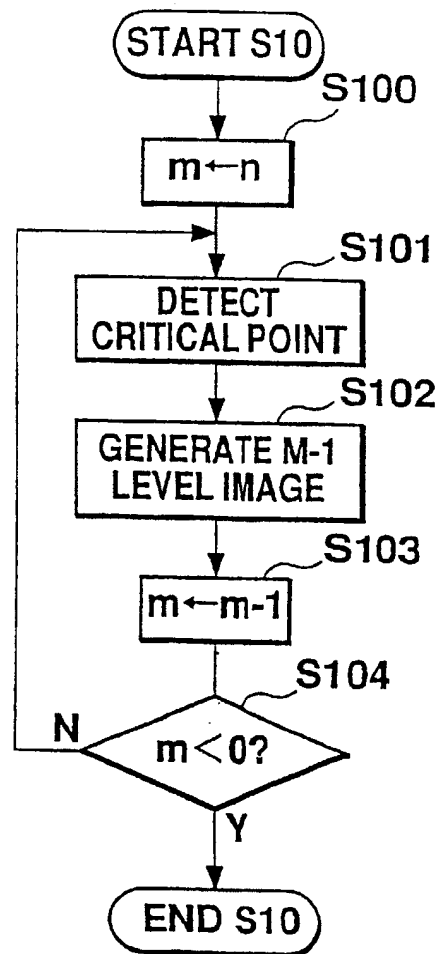 START S10
S100
m←n
S101
DETECT
CRITICAL POINT
S102
GENERATE M-1
LEVEL IMAGE
S103
m←m-1
S104
N
m<0?
Y
END S10